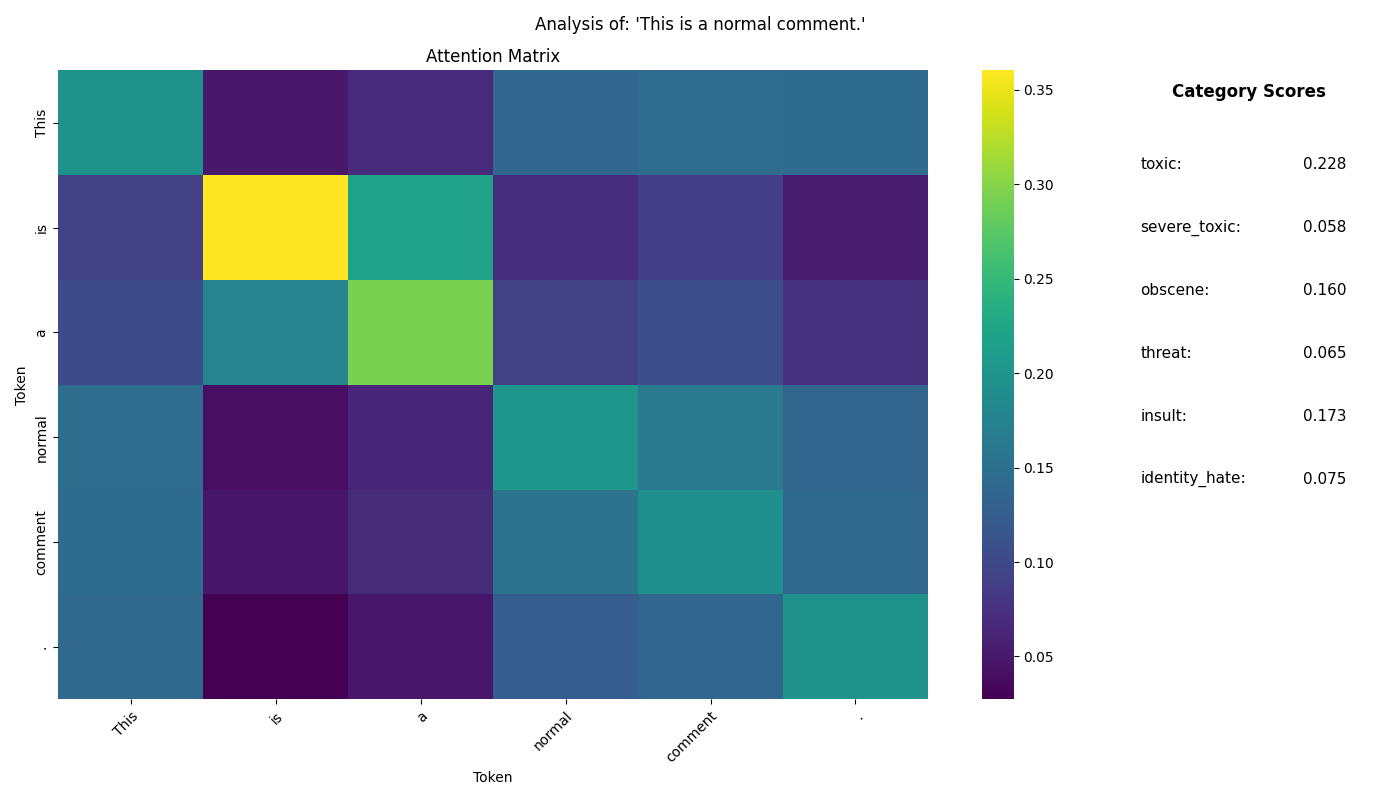 Analysis of: 'This is a normal comment.'
Attention Matrix
This
is
a
normal
comment
.
Token
This
is
a
normal
comment
.
Token
0.35
0.30
0.25
0.20
0.15
0.10
0.05
Category Scores
toxic: 0.228
severe_toxic: 0.058
obscene: 0.160
threat: 0.065
insult: 0.173
identity_hate: 0.075